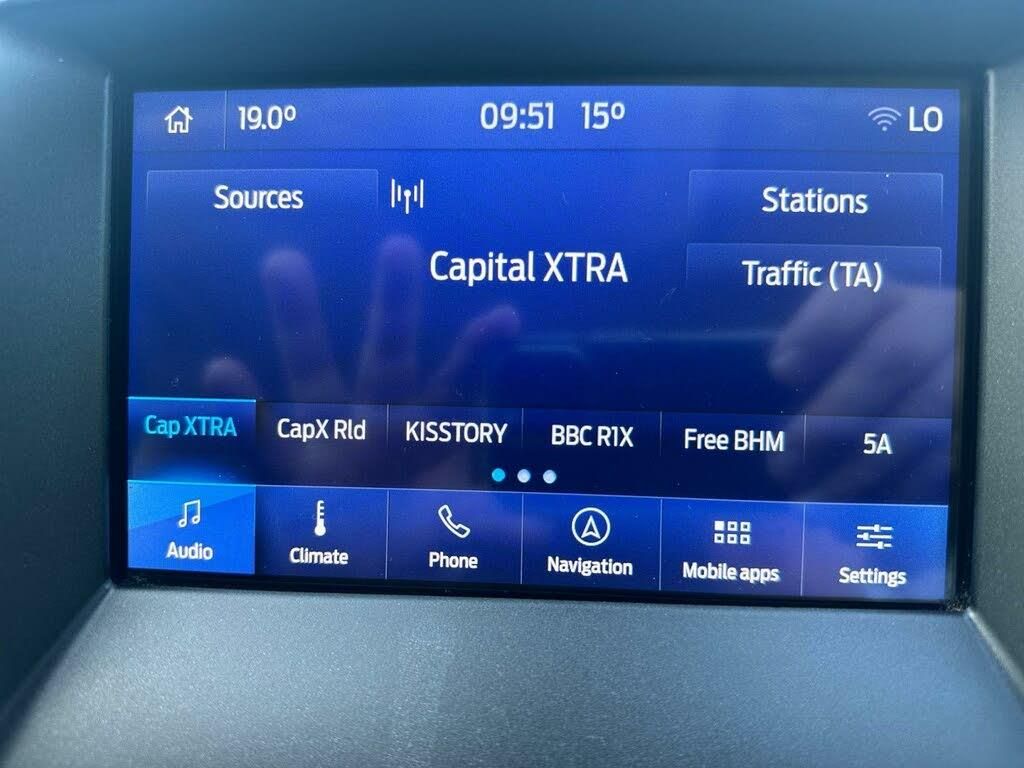 19.0° 09:51 15° LO
Sources Stations
Capital XTRA Traffic (TA)
Cap XTRA CapX Rld KISSTORY BBC R1X Free BHM 5A
Audio Climate Phone Navigation Mobile apps Settings